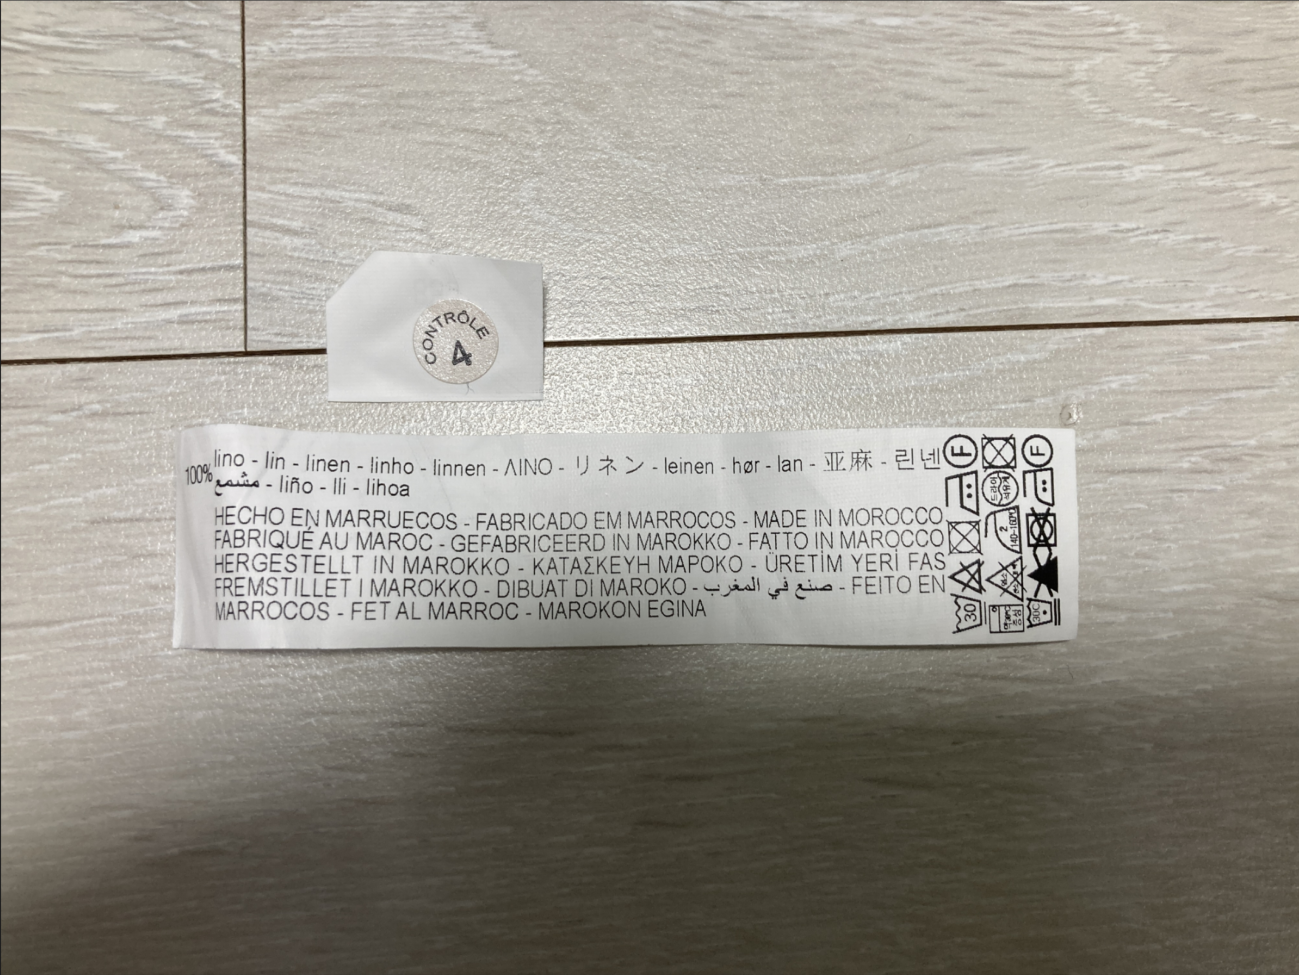 CONTRÔLE
4
100% lino - lin - linen - linho - linnen - ΛΙΝΟ - リネン - leinen - hør - lan - 亚麻 - 린넨
مشمع - liño - lli - lihoa
HECHO EN MARRUECOS - FABRICADO EM MARROCOS - MADE IN MOROCCO
FABRIQUÉ AU MAROC - GEFABRICEERD IN MAROKKO - FATTO IN MAROCCO
HERGESTELLT IN MAROKKO - ΚΑΤΑΣΚΕΥΗ ΜΑΡΟΚΟ - ÜRETİM YERİ FAS
FREMSTILLET I MAROKKO - DIBUAT DI MAROKO - صنع في المغرب - FEITO EN
MARROCOS - FET AL MARROC - MAROKON EGINA
F
F
2
30
30C